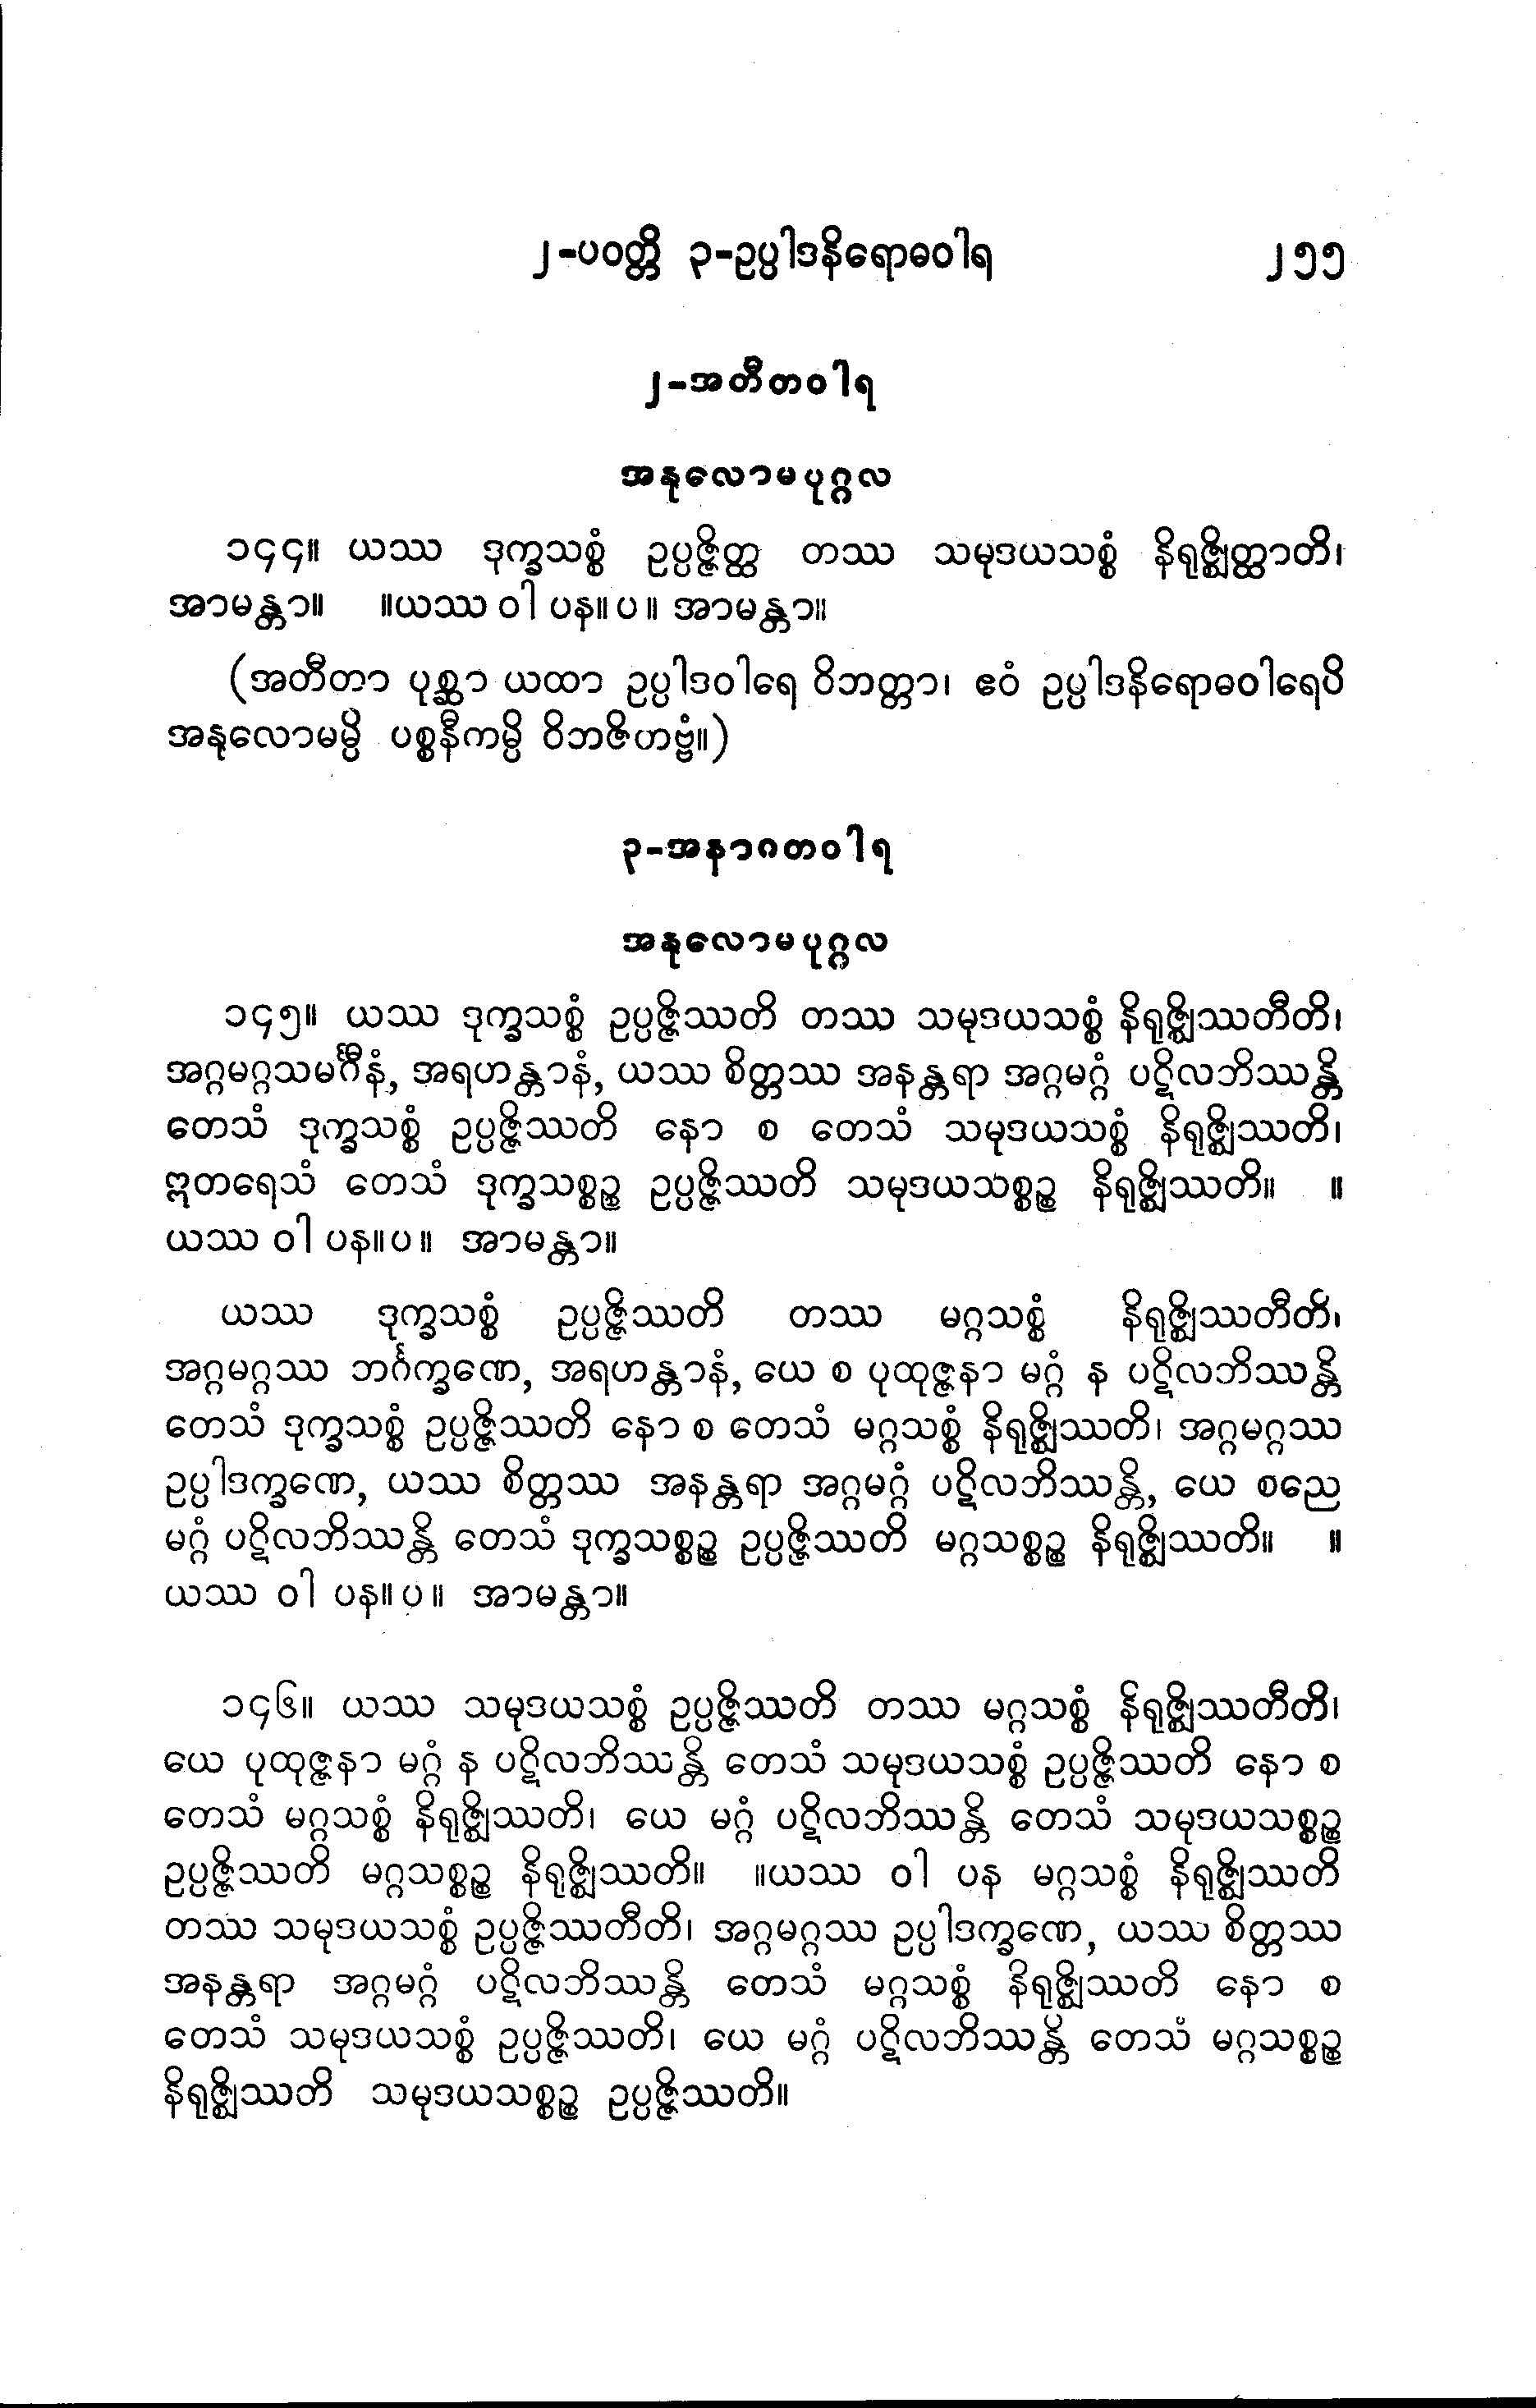 ၂-ပဝတ္တိ ၃-ဥပ္ပါဒနိရောဓဝါရ ၂၅၅
၂-အတီတဝါရ
အနုလောမပုဂ္ဂလ
၁၄၄။ ယဿ ဒုက္ခသစ္စံ ဥပ္ပဇ္ဇိတ္ထ တဿ သမုဒယသစ္စံ နိရုဇ္ဈိတ္ထာတိ၊
အာမန္တာ။ ။ယဿ ဝါ ပန။ပ။ အာမန္တာ။
(အတီတာ ပုစ္ဆာ ယထာ ဥပ္ပါဒဝါရေ ဝိဘတ္တာ၊ ဧဝံ ဥပ္ပါဒနိရောဓဝါရေပိ
အနုလောမမ္ပိ ပစ္စနီကမ္ပိ ဝိဘဇိတဗ္ဗံ။)
၃-အနာဂတဝါရ
အနုလောမပုဂ္ဂလ
၁၄၅။ ယဿ ဒုက္ခသစ္စံ ဥပ္ပဇ္ဇိဿတိ တဿ သမုဒယသစ္စံ နိရုဇ္ဈိဿတီတိ၊
အဂ္ဂမဂ္ဂသမင်္ဂီနံ, အရဟန္တာနံ, ယဿ စိတ္တဿ အနန္တရာ အဂ္ဂမဂ္ဂံ ပဋိလဘိဿန္တိ
တေသံ ဒုက္ခသစ္စံ ဥပ္ပဇ္ဇိဿတိ နော စ တေသံ သမုဒယသစ္စံ နိရုဇ္ဈိဿတိ၊
ဣတရေသံ တေသံ ဒုက္ခသစ္စဉ္စ ဥပ္ပဇ္ဇိဿတိ သမုဒယသစ္စဉ္စ နိရုဇ္ဈိဿတိ။ ။
ယဿ ဝါ ပန။ပ။ အာမန္တာ။
ယဿ ဒုက္ခသစ္စံ ဥပ္ပဇ္ဇိဿတိ တဿ မဂ္ဂသစ္စံ နိရုဇ္ဈိဿတီတိ၊
အဂ္ဂမဂ္ဂဿ ဘင်္ဂက္ခဏေ, အရဟန္တာနံ, ယေ စ ပုထုဇ္ဇနာ မဂ္ဂံ န ပဋိလဘိဿန္တိ
တေသံ ဒုက္ခသစ္စံ ဥပ္ပဇ္ဇိဿတိ နော စ တေသံ မဂ္ဂသစ္စံ နိရုဇ္ဈိဿတိ၊ အဂ္ဂမဂ္ဂဿ
ဥပ္ပါဒက္ခဏေ, ယဿ စိတ္တဿ အနန္တရာ အဂ္ဂမဂ္ဂံ ပဋိလဘိဿန္တိ, ယေ စညေ
မဂ္ဂံ ပဋိလဘိဿန္တိ တေသံ ဒုက္ခသစ္စဉ္စ ဥပ္ပဇ္ဇိဿတိ မဂ္ဂသစ္စဉ္စ နိရုဇ္ဈိဿတိ။ ။
ယဿ ဝါ ပန။ပ။ အာမန္တာ။
၁၄၆။ ယဿ သမုဒယသစ္စံ ဥပ္ပဇ္ဇိဿတိ တဿ မဂ္ဂသစ္စံ နိရုဇ္ဈိဿတီတိ၊
ယေ ပုထုဇ္ဇနာ မဂ္ဂံ န ပဋိလဘိဿန္တိ တေသံ သမုဒယသစ္စံ ဥပ္ပဇ္ဇိဿတိ နော စ
တေသံ မဂ္ဂသစ္စံ နိရုဇ္ဈိဿတိ၊ ယေ မဂ္ဂံ ပဋိလဘိဿန္တိ တေသံ သမုဒယသစ္စဉ္စ
ဥပ္ပဇ္ဇိဿတိ မဂ္ဂသစ္စဉ္စ နိရုဇ္ဈိဿတိ။ ။ယဿ ဝါ ပန မဂ္ဂသစ္စံ နိရုဇ္ဈိဿတိ
တဿ သမုဒယသစ္စံ ဥပ္ပဇ္ဇိဿတီတိ၊ အဂ္ဂမဂ္ဂဿ ဥပ္ပါဒက္ခဏေ, ယဿ စိတ္တဿ
အနန္တရာ အဂ္ဂမဂ္ဂံ ပဋိလဘိဿန္တိ တေသံ မဂ္ဂသစ္စံ နိရုဇ္ဈိဿတိ နော စ
တေသံ သမုဒယသစ္စံ ဥပ္ပဇ္ဇိဿတိ၊ ယေ မဂ္ဂံ ပဋိလဘိဿန္တိ တေသံ မဂ္ဂသစ္စဉ္စ
နိရုဇ္ဈိဿတိ သမုဒယသစ္စဉ္စ ဥပ္ပဇ္ဇိဿတိ။